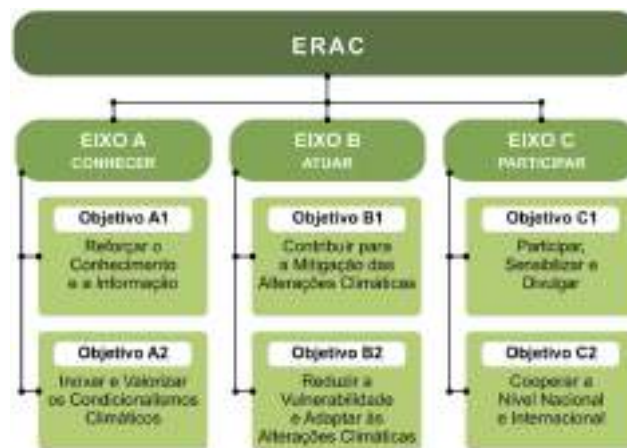 ERAC
EIXO A
CONHECER
Objetivo A1
Reforçar o
Conhecimento
e a Informação
Objetivo A2
Inovar e Valorizar
os Condicionalismos
Climáticos
EIXO B
ATUAR
Objetivo B1
Contribuir para
a Mitigação das
Alterações Climáticas
Objetivo B2
Reduzir a
Vulnerabilidade
e Adaptar às
Alterações Climáticas
EIXO C
PARTICIPAR
Objetivo C1
Participar,
Sensibilizar e
Divulgar
Objetivo C2
Cooperar a
Nível Nacional
e Internacional